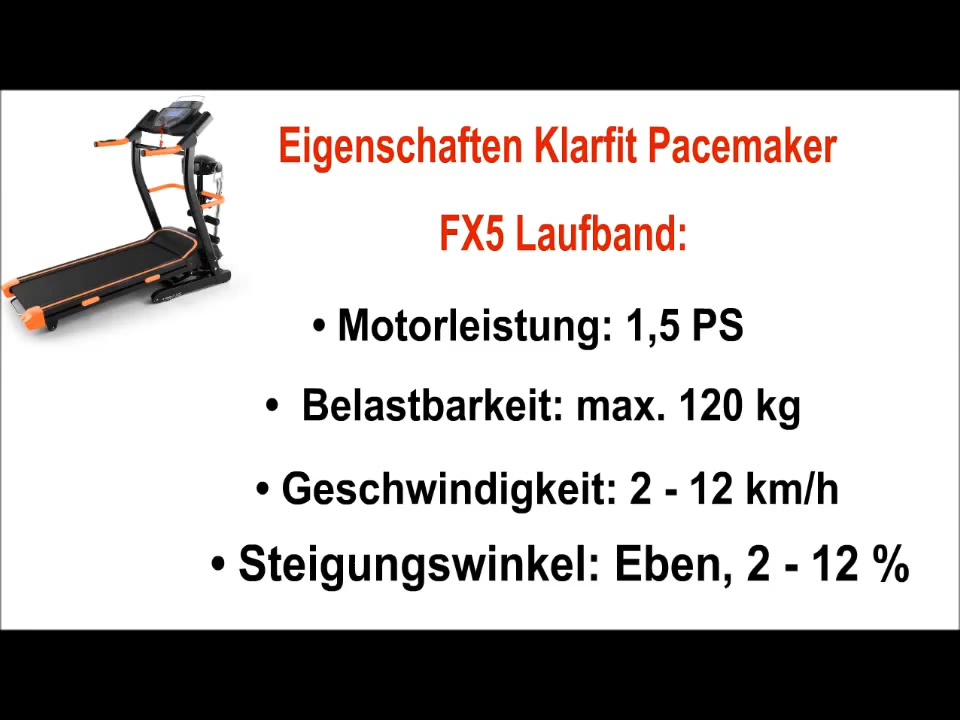 Eigenschaften Klarfit Pacemaker
FX5 Laufband:
• Motorleistung: 1,5 PS
• Belastbarkeit: max. 120 kg
• Geschwindigkeit: 2 - 12 km/h
• Steigungswinkel: Eben, 2 - 12 %